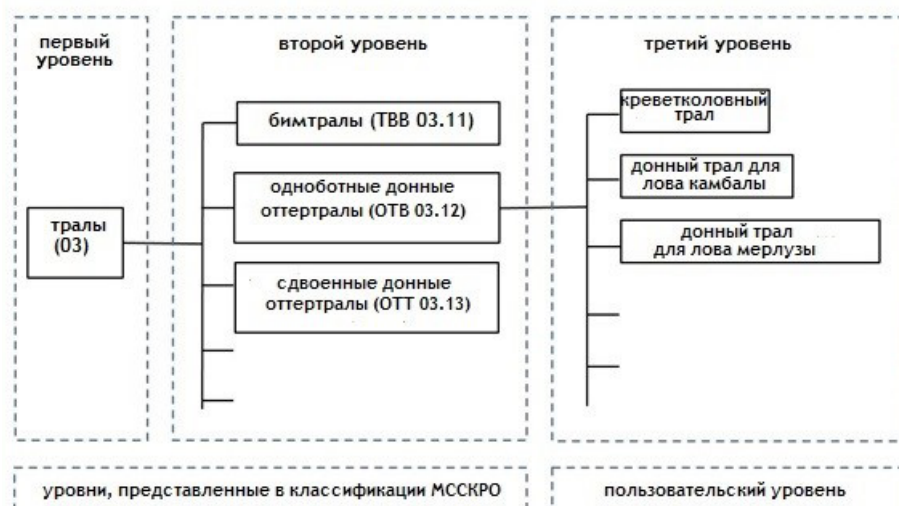 первый
уровень
второй уровень
третий уровень
тралы
(03)
бимтралы (ТВВ 03.11)
одноботные донные
оттертралы (ОТВ 03.12)
сдвоенные донные
оттертралы (ОТТ 03.13)
креветколовный
трал
донный трал для
лова камбалы
донный трал
для лова мерлузы
уровни, представленные в классификации МССКРО
пользовательский уровень